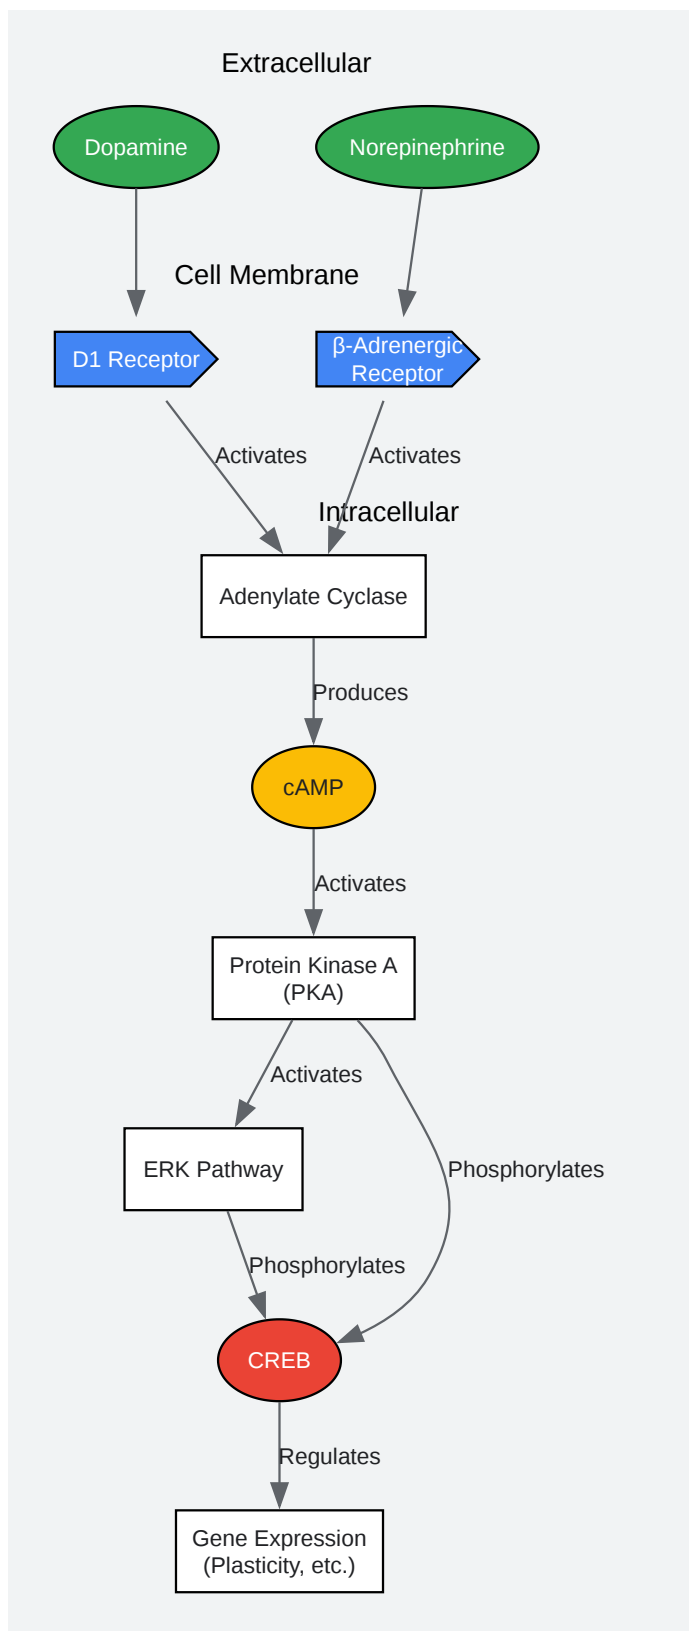 Extracellular
Dopamine
Norepinephrine
Cell Membrane
D1 Receptor
β-Adrenergic
Receptor
Activates
Activates
Intracellular
Adenylate Cyclase
Produces
cAMP
Activates
Protein Kinase A
(PKA)
Activates
ERK Pathway
Phosphorylates
Phosphorylates
CREB
Regulates
Gene Expression
(Plasticity, etc.)